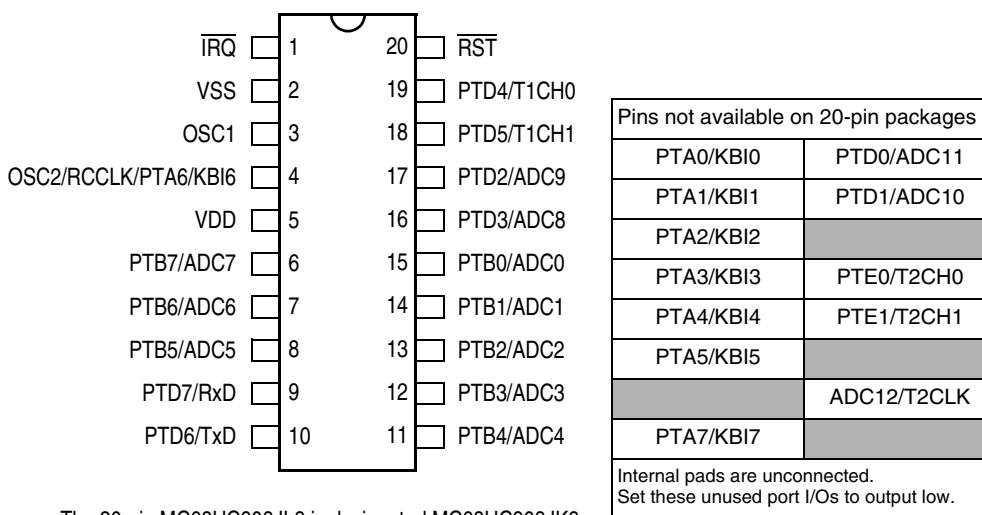 IRQ 1 20 RST
VSS 2 19 PTD4/T1CH0
OSC1 3 18 PTD5/T1CH1
OSC2/RCCLK/PTA6/KBI6 4 17 PTD2/ADC9
VDD 5 16 PTD3/ADC8
PTB7/ADC7 6 15 PTB0/ADC0
PTB6/ADC6 7 14 PTB1/ADC1
PTB5/ADC5 8 13 PTB2/ADC2
PTD7/RxD 9 12 PTB3/ADC3
PTD6/TxD 10 11 PTB4/ADC4
Pins not available on 20-pin packages
PTA0/KBI0 PTD0/ADC11
PTA1/KBI1 PTD1/ADC10
PTA2/KBI2
PTA3/KBI3 PTE0/T2CH0
PTA4/KBI4 PTE1/T2CH1
PTA5/KBI5
ADC12/T2CLK
PTA7/KBI7
Internal pads are unconnected.
Set these unused port I/Os to output low.